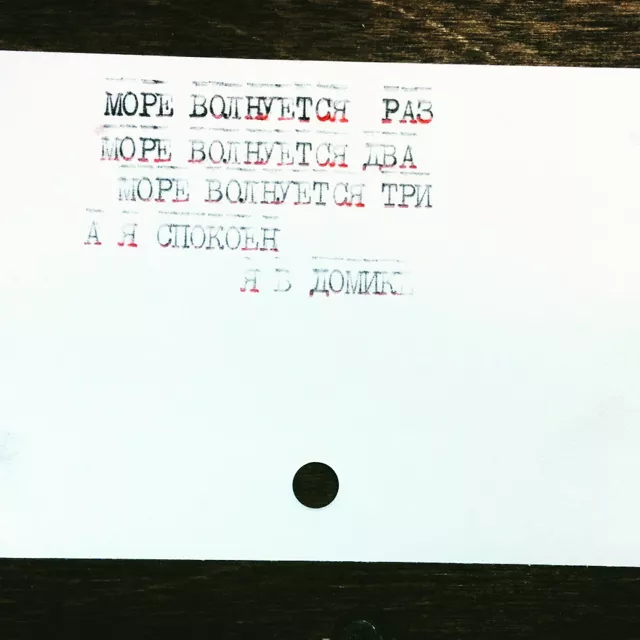 МОРЕ ВОЛНУЕТСЯ РАЗ
МОРЕ ВОЛНУЕТСЯ ДВА
МОРЕ ВОЛНУЕТСЯ ТРИ
А Я СПОКОЕН
Я В ДОМИКЕ